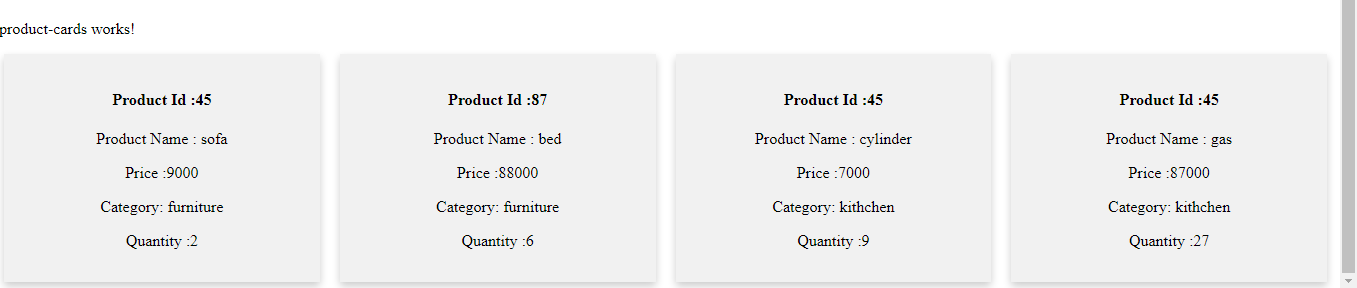 product-cards works!
Product Id :45
Product Name : sofa
Price :9000
Category: furniture
Quantity :2
Product Id :87
Product Name : bed
Price :88000
Category: furniture
Quantity :6
Product Id :45
Product Name : cylinder
Price :7000
Category: kithchen
Quantity :9
Product Id :45
Product Name : gas
Price :87000
Category: kithchen
Quantity :27